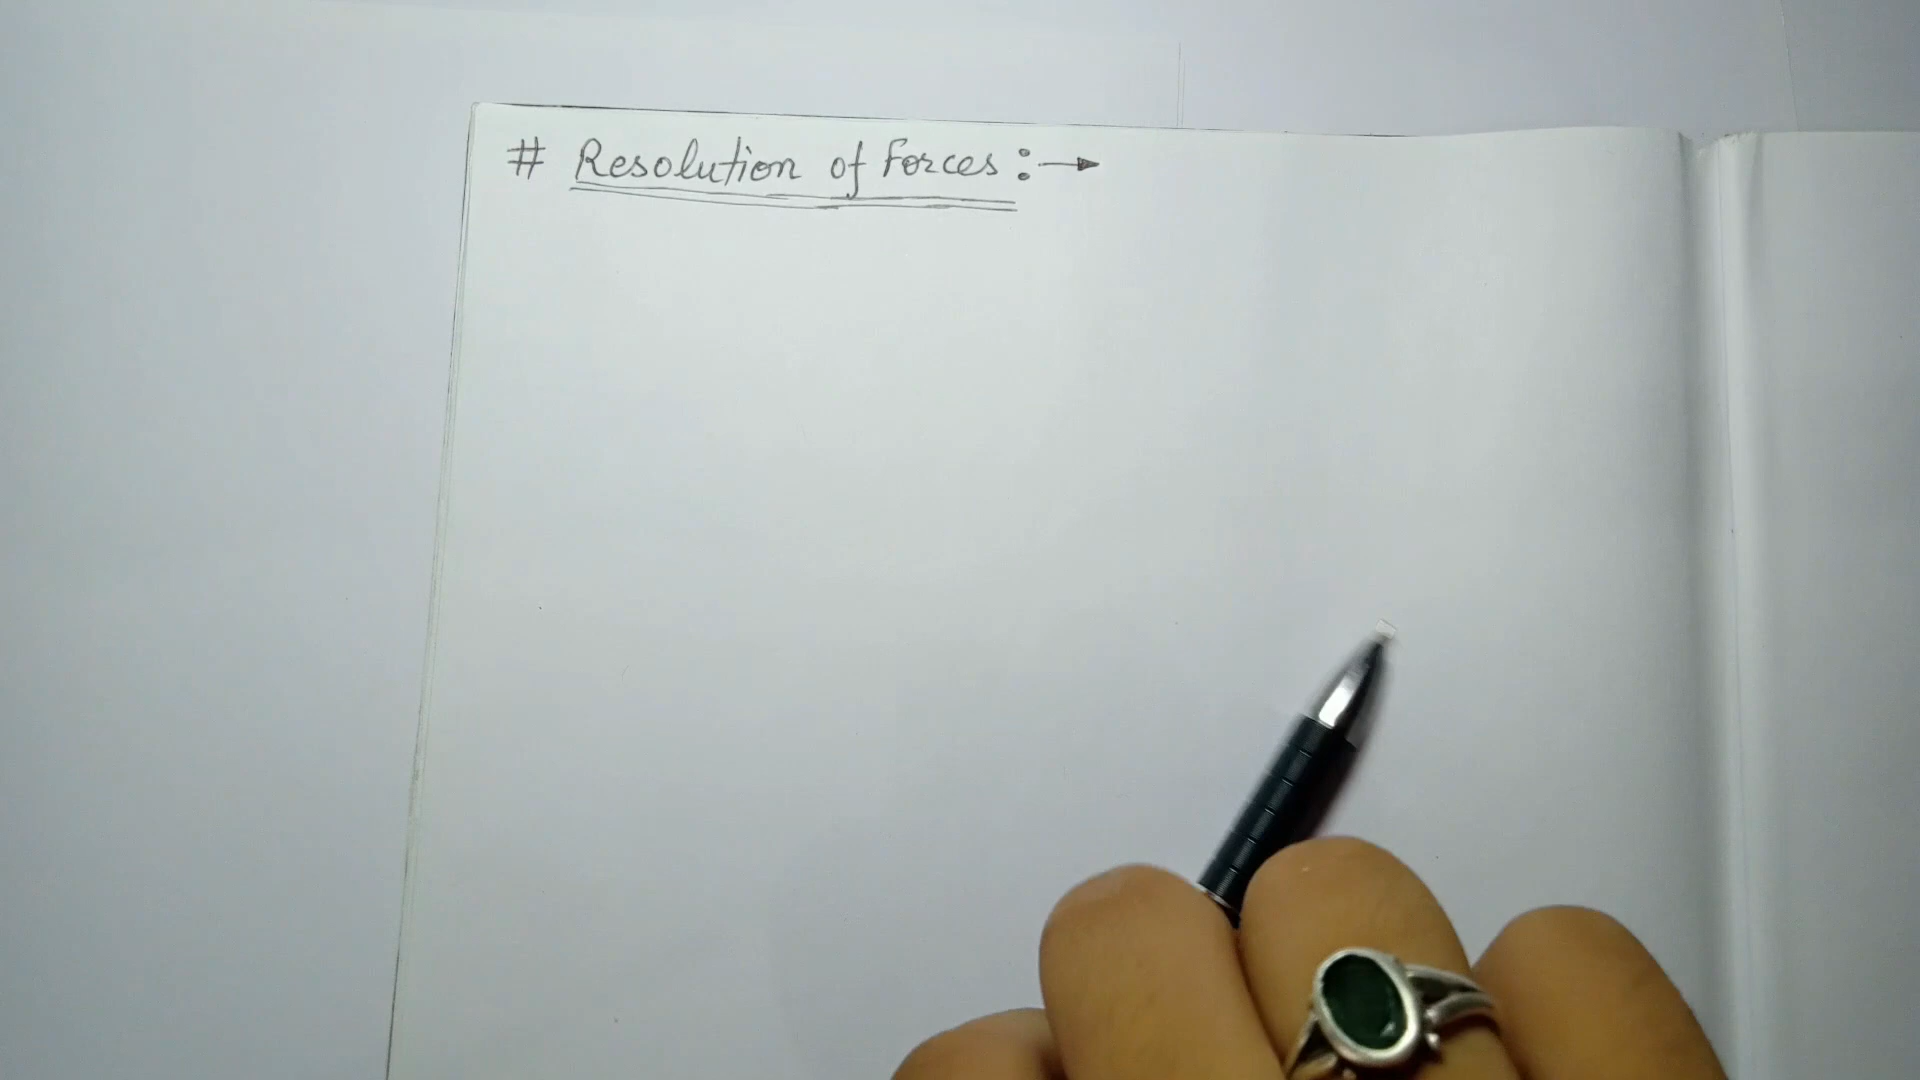 # Resolution of Forces :→